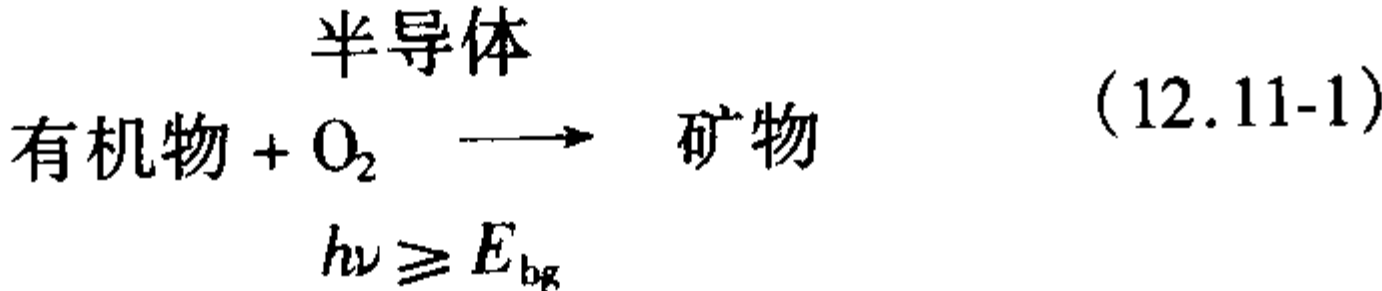 半导体
有机物 + O₂ ⟶ 矿物 (12.11-1)
hν ⩾ E_bg